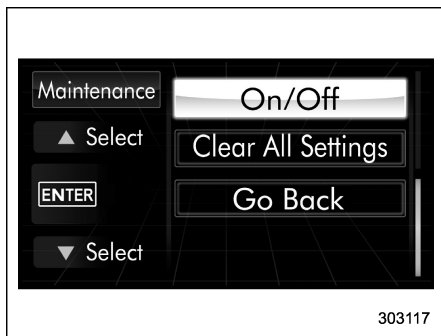 Maintenance
On/Off
▲ Select
Clear All Settings
ENTER
Go Back
▼ Select
303117